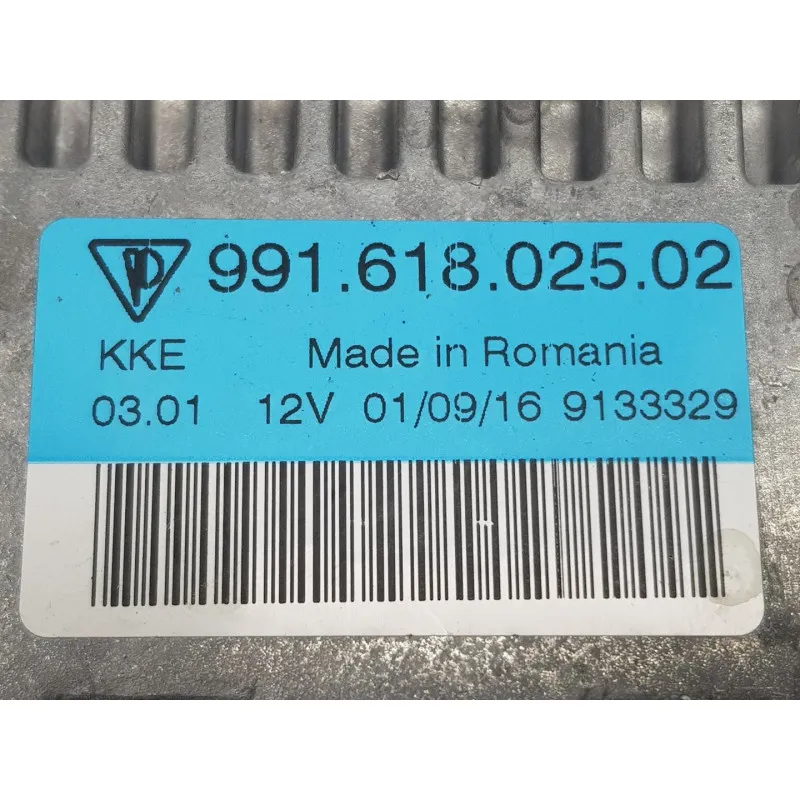 991.618.025.02
KKE Made in Romania
03.01 12V 01/09/16 9133329